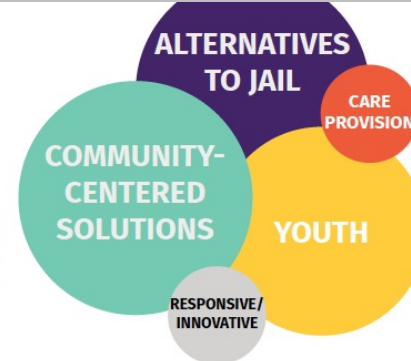 ALTERNATIVES
TO JAIL
CARE
PROVISION
COMMUNITY-
CENTERED
SOLUTIONS
YOUTH
RESPONSIVE/
INNOVATIVE